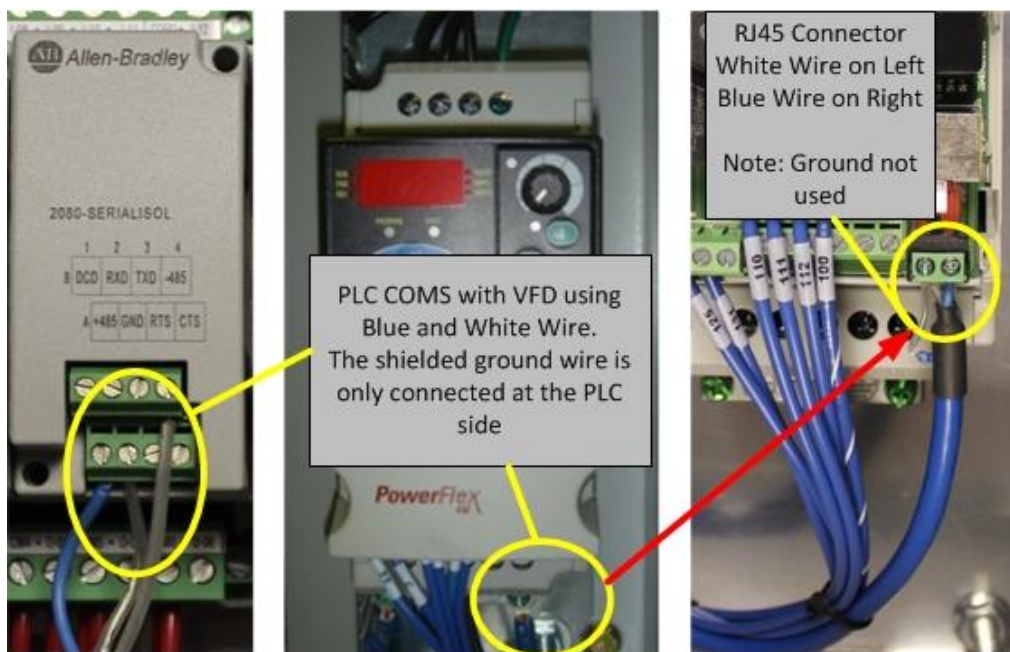 AB Allen-Bradley
2080-SERIALISOL
1 2 3 4
B DCD RXD TXD -485
A +485 GND RTS CTS
PLC COMS with VFD using
Blue and White Wire.
The shielded ground wire is
only connected at the PLC
side
PowerFlex
RJ45 Connector
White Wire on Left
Blue Wire on Right
Note: Ground not
used
110
111
112
100
125